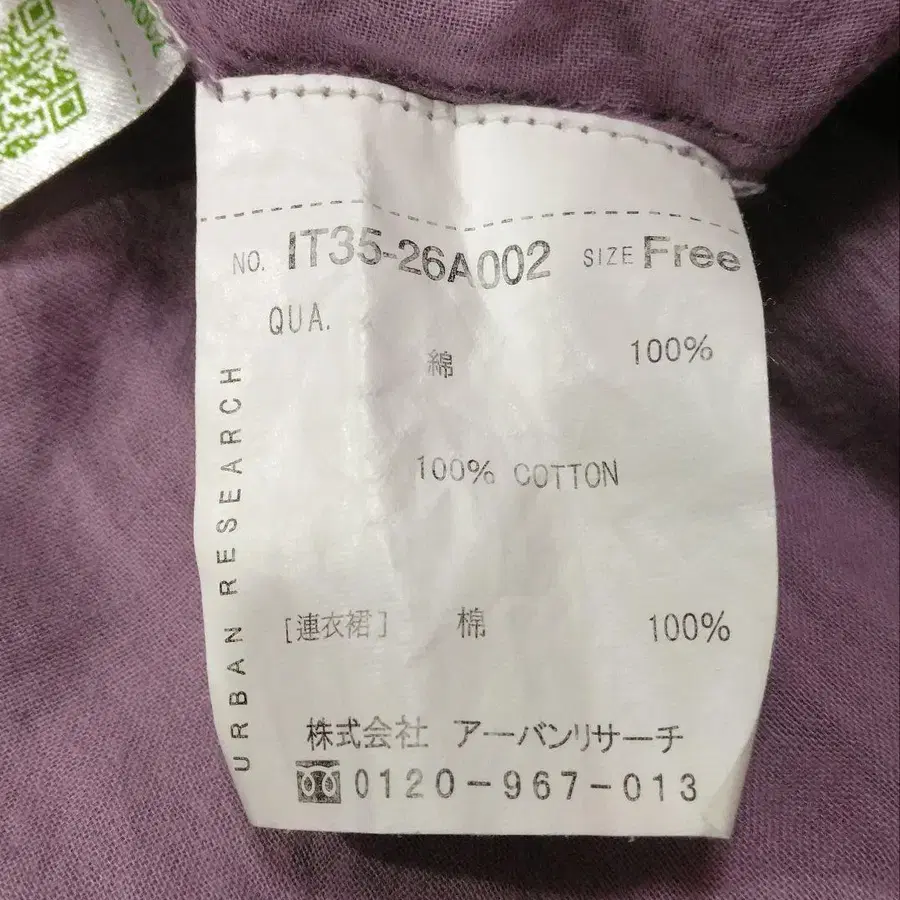 NO. IT35-26A002 SIZE Free
QUA.
綿 100%
100% COTTON
[連衣裙] 棉 100%
URBAN RESEARCH
株式会社 アーバンリサーチ
0120-967-013